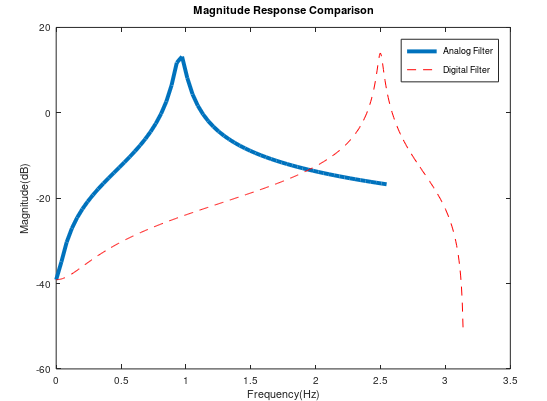 Magnitude Response Comparison
20
0
-20
-40
-60
Magnitude(dB)
Analog Filter
Digital Filter
0
0.5
1
1.5
2
2.5
3
3.5
Frequency(Hz)